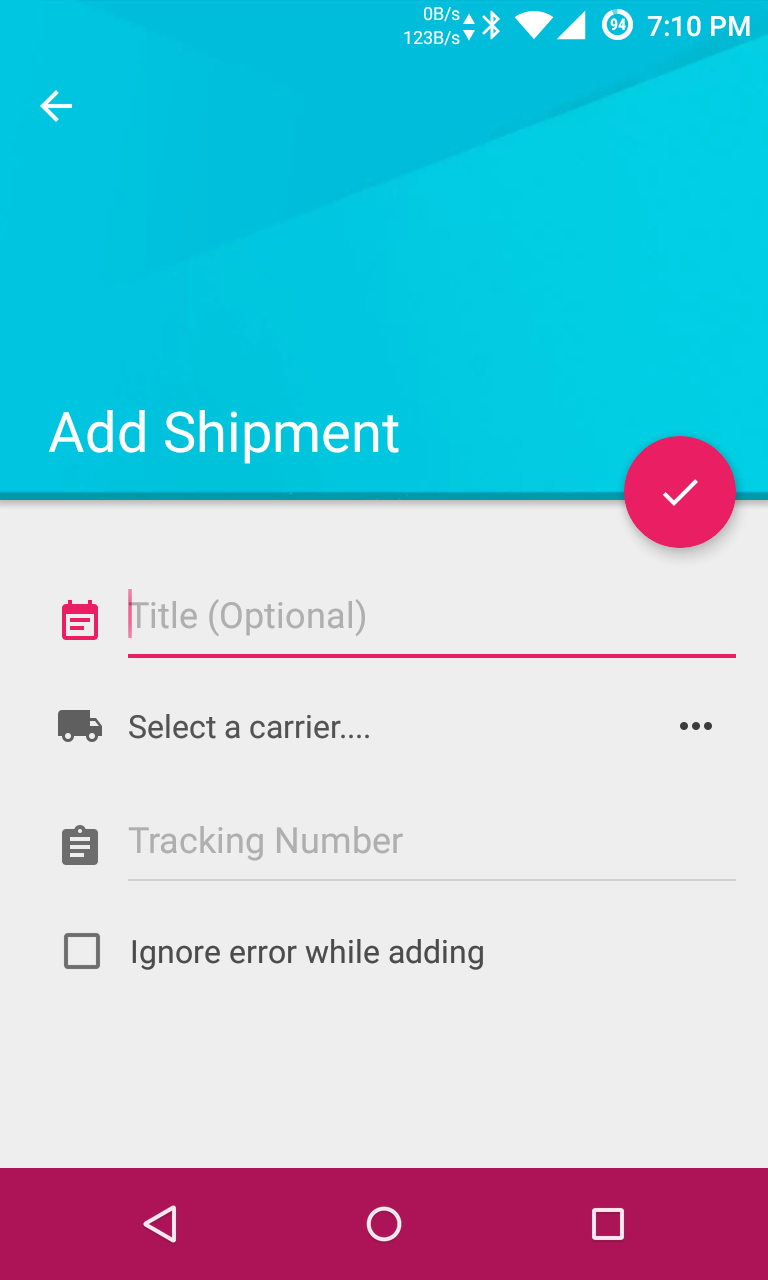 0B/s
123B/s
94
7:10 PM
Add Shipment
Title (Optional)
Select a carrier....
Tracking Number
Ignore error while adding